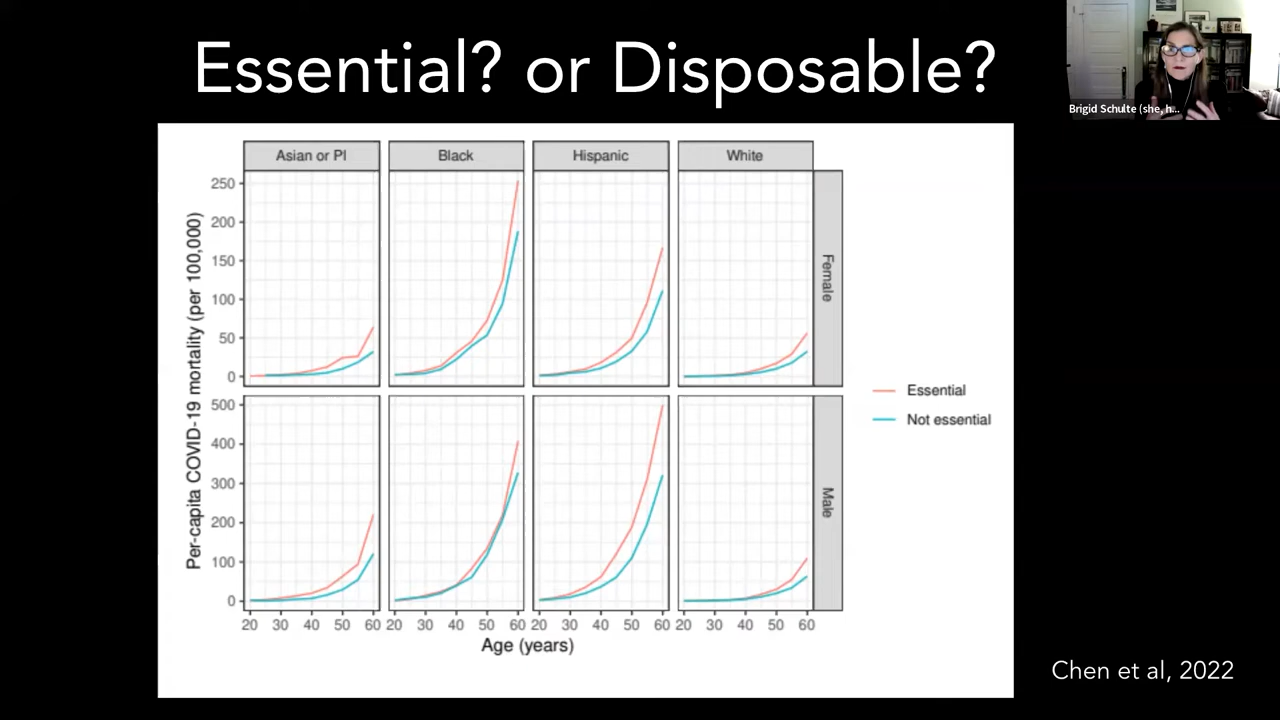 Essential? or Disposable?
Brigid Schulte (she, h...
Asian or PI
Black
Hispanic
White
Per-capita COVID-19 mortality (per 100,000)
250
200
150
100
50
0
Female
500
400
300
200
100
0
Male
20 30 40 50 60 20 30 40 50 60 20 30 40 50 60 20 30 40 50 60
Age (years)
Essential
Not essential
Chen et al, 2022